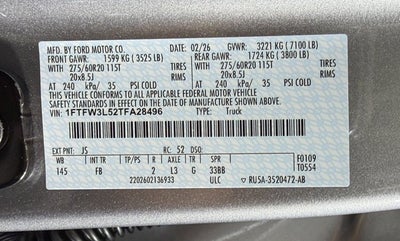 MFD. BY FORD MOTOR CO. 02/26 GVWR: 3221 KG (7100 LB)
FRONT GAWR: 1599 KG (3525 LB) REAR GAWR: 1724 KG (3800 LB)
WITH 275/60R20 115T TIRES WITH 275/60R20 115T TIRES
20x8.5J RIMS 20x8.5J RIMS
AT 240 kPa/ 35 PSI COLD AT 240 kPa/ 35 PSI COLD
THIS VEHICLE CONFORMS TO ALL APPLICABLE FEDERAL MOTOR VEHICLE
SAFETY STANDARDS IN EFFECT ON THE DATE OF MANUFACTURE SHOWN ABOVE.
VIN: 1FTFW3L52TFA28496 TYPE: Truck
EXT PNT: J5 RC: 52 DSO: F0109
WB INT TR TP/PS R AXLE TR SPR T0554
145 FB 2 L3 G 33BB
2202602136933 ULC RU5A-3520472-AB